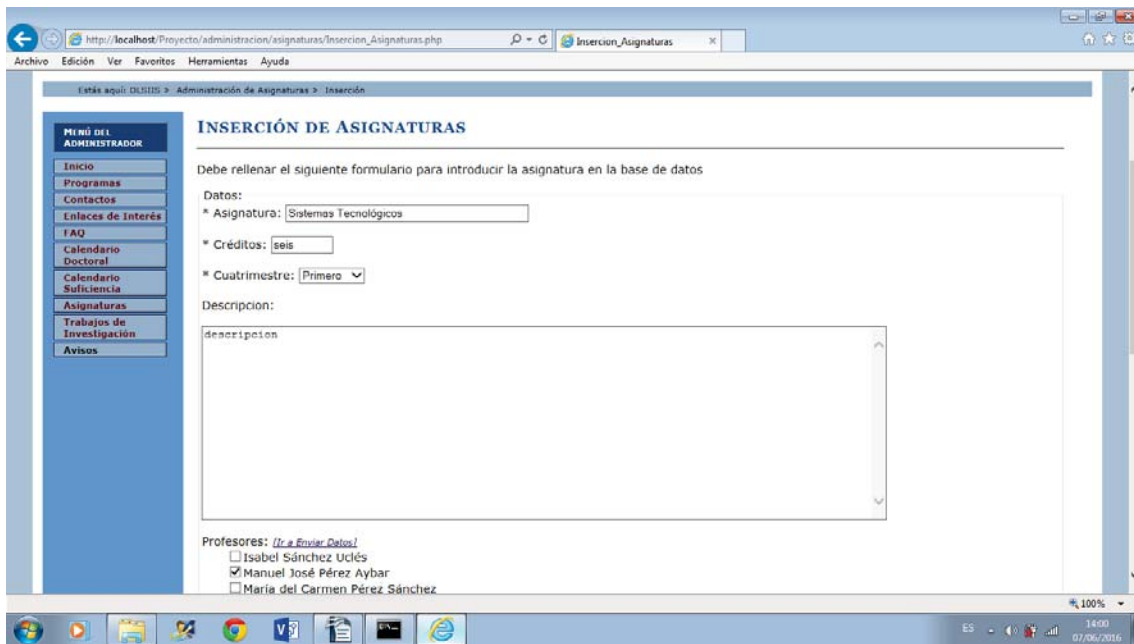 http://localhost/Proyecto/administracion/asignaturas/Insercion_Asignaturas.php
Insercion_Asignaturas
Archivo Edición Ver Favoritos Herramientas Ayuda
Estás aquí: DLSIIS > Administración de Asignaturas > Inserción
MENÚ DEL
ADMINISTRADOR
Inicio
Programas
Contactos
Enlaces de Interés
FAQ
Calendario
Doctoral
Calendario
Suficiencia
Asignaturas
Trabajos de
Investigación
Avisos
INSERCIÓN DE ASIGNATURAS
Debe rellenar el siguiente formulario para introducir la asignatura en la base de datos
Datos:
* Asignatura: Sistemas Tecnológicos
* Créditos: seis
* Cuatrimestre: Primero
Descripcion:
descripcion
Profesores: [Ir a Enviar Datos]
Isabel Sánchez Uclés
Manuel José Pérez Aybar
María del Carmen Pérez Sánchez
100%
ES
14:00
07/06/2016